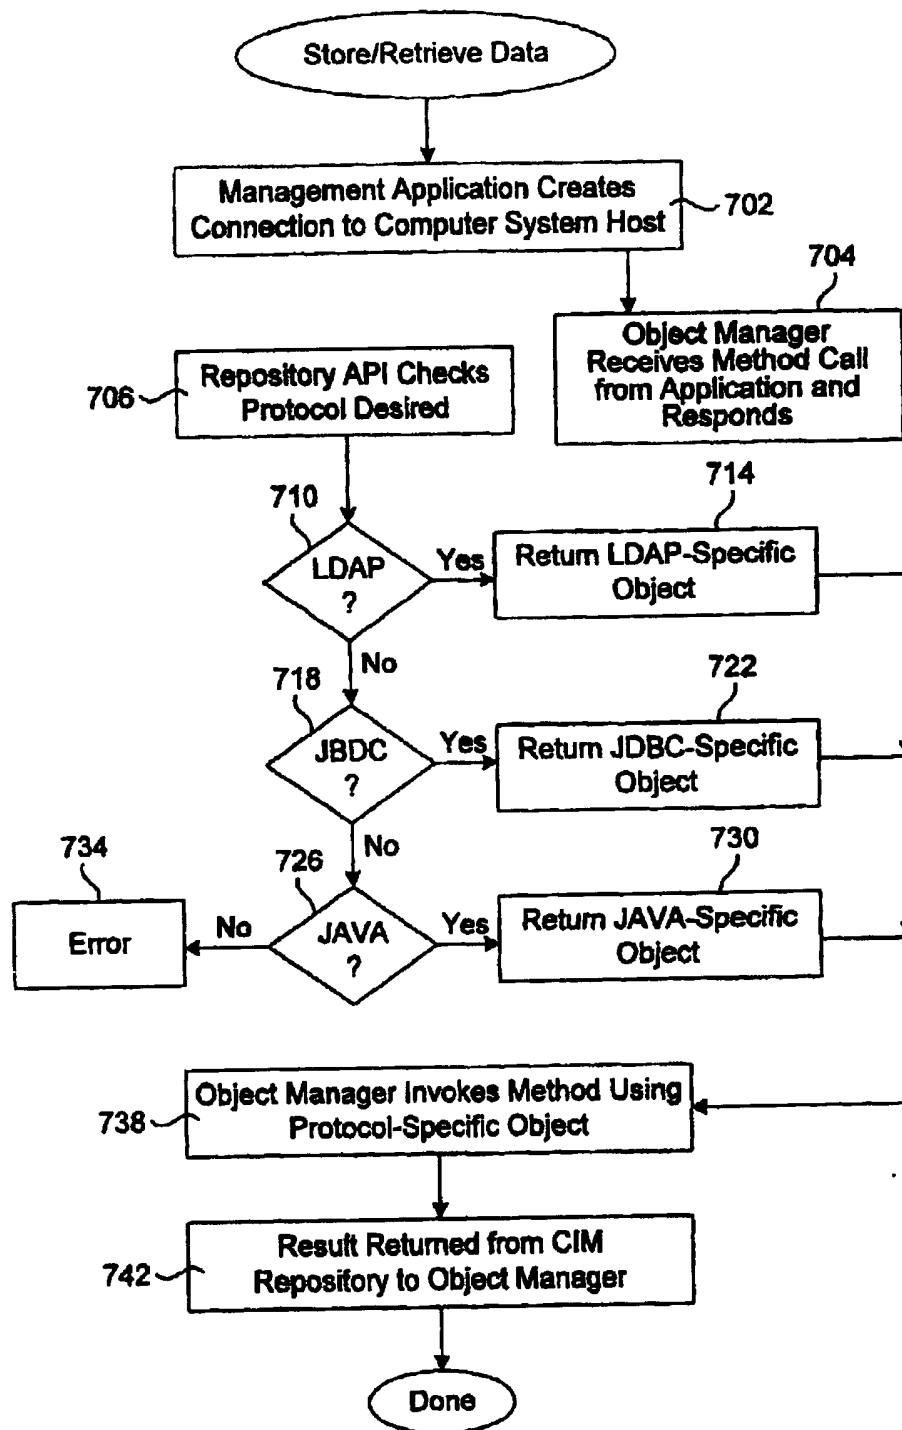 Store/Retrieve Data
Management Application Creates
Connection to Computer System Host
702
704
Object Manager
Receives Method Call
from Application and
Responds
Repository API Checks
Protocol Desired
706
710
LDAP
?
Yes
714
Return LDAP-Specific
Object
No
718
JBDC
?
Yes
722
Return JDBC-Specific
Object
No
734
Error
No
726
JAVA
?
Yes
730
Return JAVA-Specific
Object
Object Manager Invokes Method Using
Protocol-Specific Object
738
Result Returned from CIM
Repository to Object Manager
742
Done